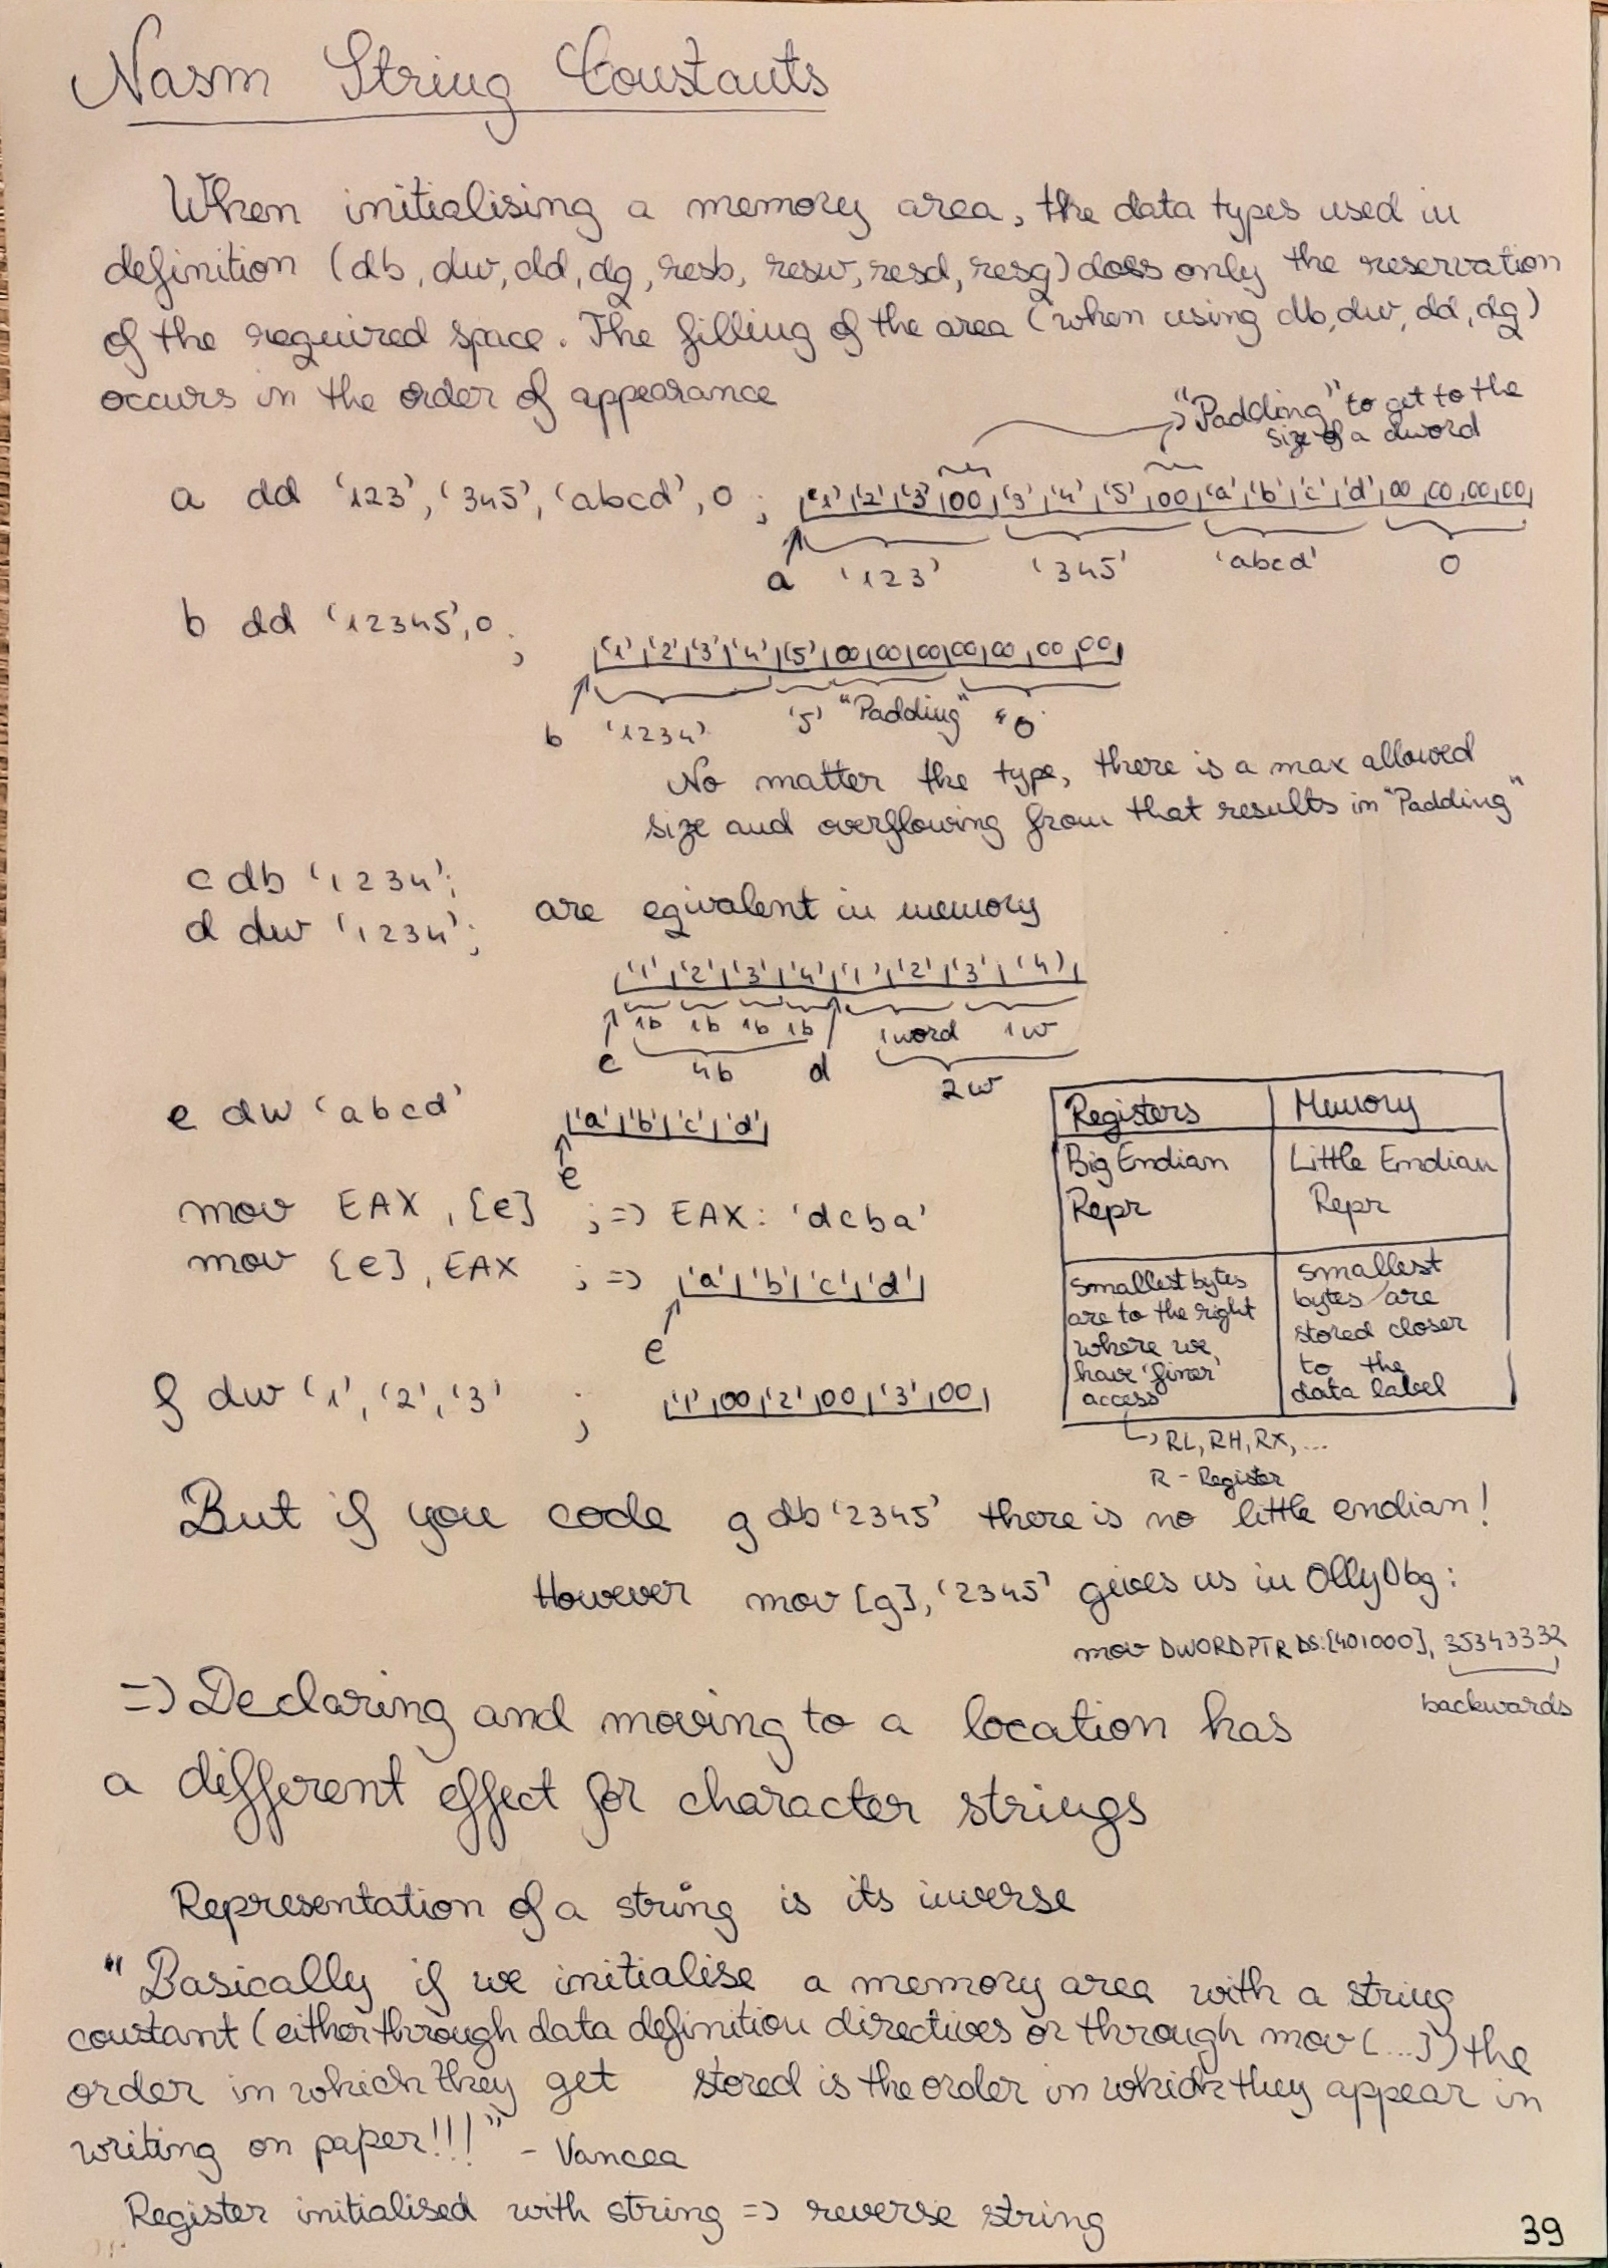 Nasm String Constants
When initialising a memory area, the data types used in
definition (db, dw, dd, dq, resb, resw, resd, resq) does only the reservation
of the required space. The filling of the area (when using db, dw, dd, dq)
occurs in the order of appearance
"Padding" to get to the
size of a dword
a dd '123', '345', 'abcd', 0 ; '1' '2' '3' 00 '3' '4' '5' 00 'a' 'b' 'c' 'd' 00 00 00 00
a '123' '345' 'abcd' 0
b dd '12345', 0 ; '1' '2' '3' '4' '5' 00 00 00 00 00 00 00
b '1234' '5' "Padding" 0
No matter the type, there is a max allowed
size and overflowing from that results in "Padding"
c db '1234';
d dw '1234'; are eqivalent in memory
'1' '2' '3' '4' '1' '2' '3' '4'
1b 1b 1b 1b 1word 1w
c 4b d 2w
e dw 'abcd' 'a' 'b' 'c' 'd'
e
mov EAX, [e] ; => EAX: 'dcba'
mov [e], EAX ; => 'a' 'b' 'c' 'd'
e
Registers Memory
Big Endian Little Endian
Repr Repr
smallest bytes
are to the right
where we
have 'finer'
access
smallest
bytes are
stored closer
to the
data label
RL, RH, RX, ...
R - Register
f dw '1', '2', '3' ; '1' 00 '2' 00 '3' 00
But if you code g db '2345' there is no little endian!
However mov [g], '2345' gives us in OllyDbg:
mov DWORD PTR DS:[401000], 35343332
backwards
=> Declaring and moving to a location has
a different effect for character strings
Representation of a string is its inverse
"Basically if we initialise a memory area with a string
constant (either through data definition directives or through mov [...]) the
order in which they get stored is the order in which they appear in
writing on paper!!!" - Vancea
Register initialised with string => reverse string
39